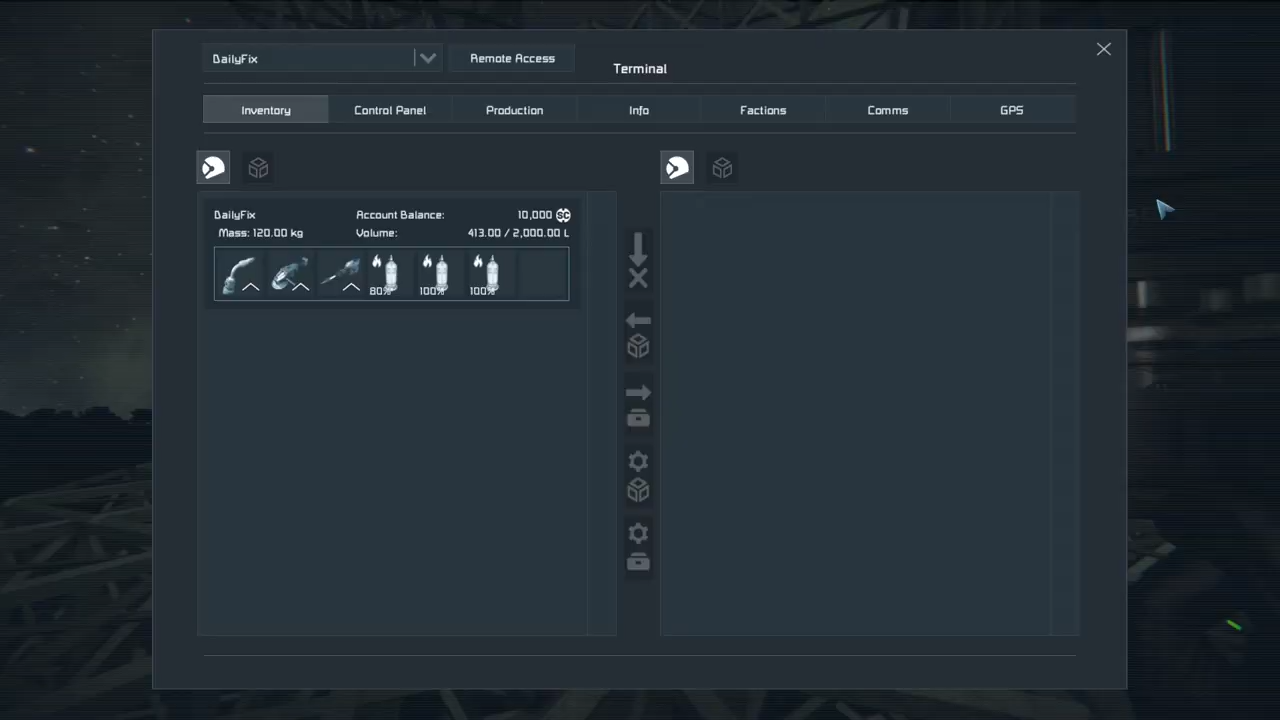 DailyFix
Remote Access
Terminal
Inventory
Control Panel
Production
Info
Factions
Comms
GPS
DailyFix Account Balance: 10,000 SC
Mass: 120.00 kg Volume: 413.00 / 2,000.00 L
80% 100% 100%